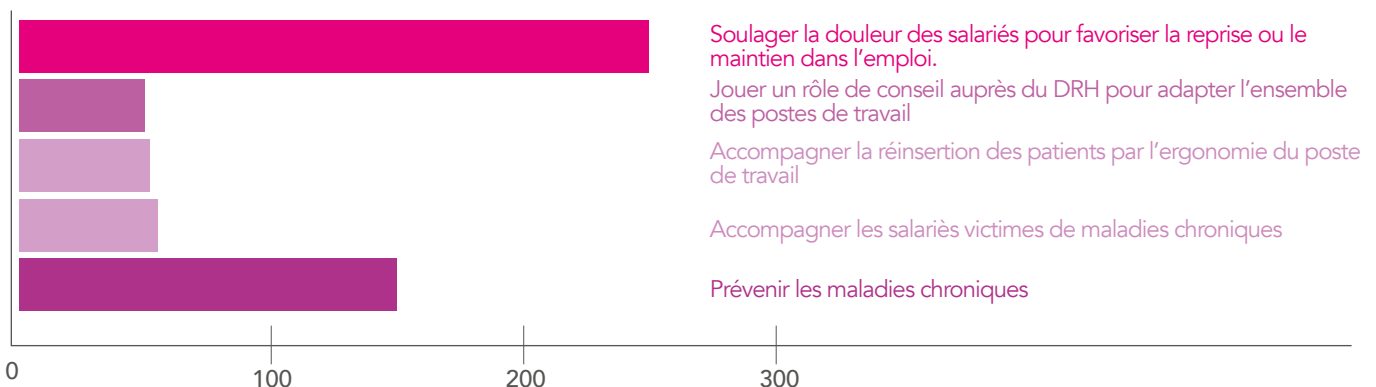 Soulager la douleur des salariés pour favoriser la reprise ou le
maintien dans l'emploi.
Jouer un rôle de conseil auprès du DRH pour adapter l'ensemble
des postes de travail
Accompagner la réinsertion des patients par l'ergonomie du poste
de travail
Accompagner les salariès victimes de maladies chroniques
Prévenir les maladies chroniques
0
100
200
300